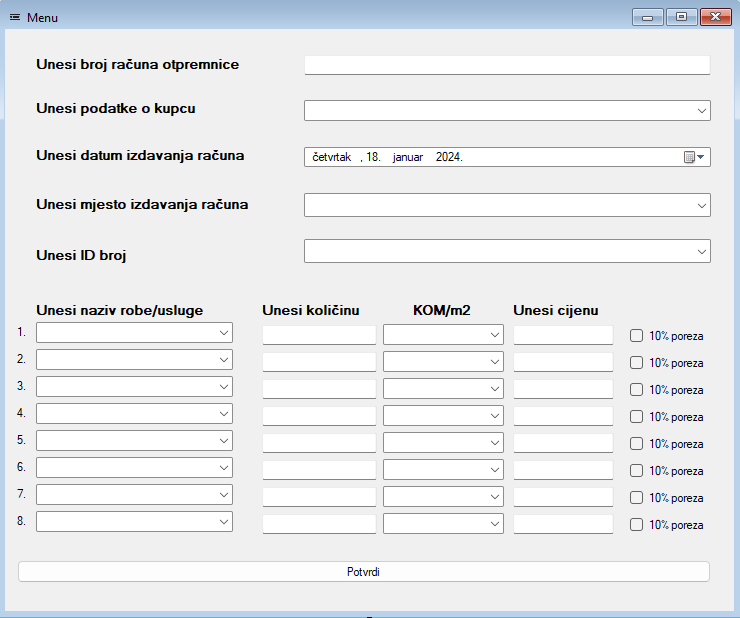 Menu
Unesi broj računa otpremnice
Unesi podatke o kupcu
Unesi datum izdavanja računa
četvrtak , 18. januar 2024.
Unesi mjesto izdavanja računa
Unesi ID broj
Unesi naziv robe/usluge Unesi količinu KOM/m2 Unesi cijenu
1. 10% poreza
2. 10% poreza
3. 10% poreza
4. 10% poreza
5. 10% poreza
6. 10% poreza
7. 10% poreza
8. 10% poreza
Potvrdi